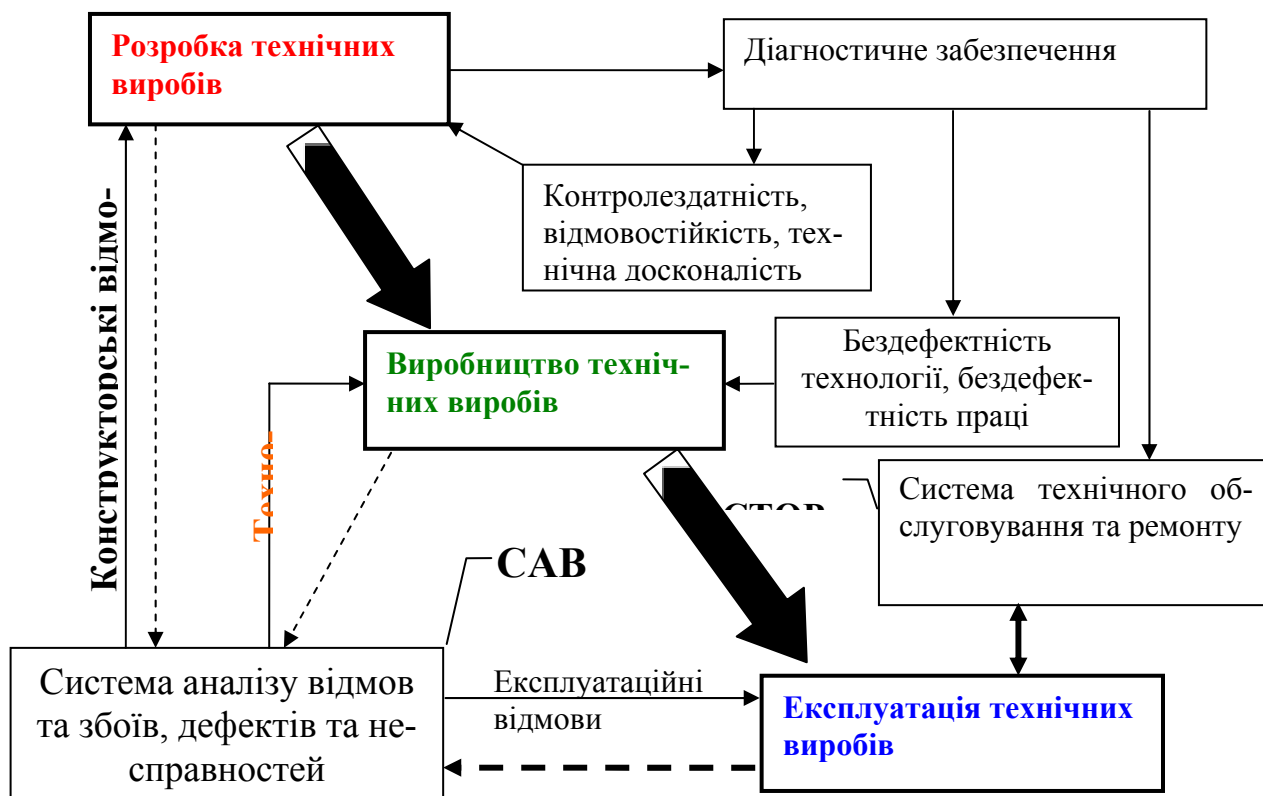 Розробка технічних
виробів
Діагностичне забезпечення
Контролездатність,
відмовостійкість, тех-
нічна досконалість
Конструкторські відмо-
Виробництво техніч-
них виробів
Бездефектність
технології, бездефек-
тність праці
Техно-
Система технічного об-
слуговування та ремонту
САВ
Система аналізу відмов
та збоїв, дефектів та не-
справностей
Експлуатаційні
відмови
Експлуатація технічних
виробів